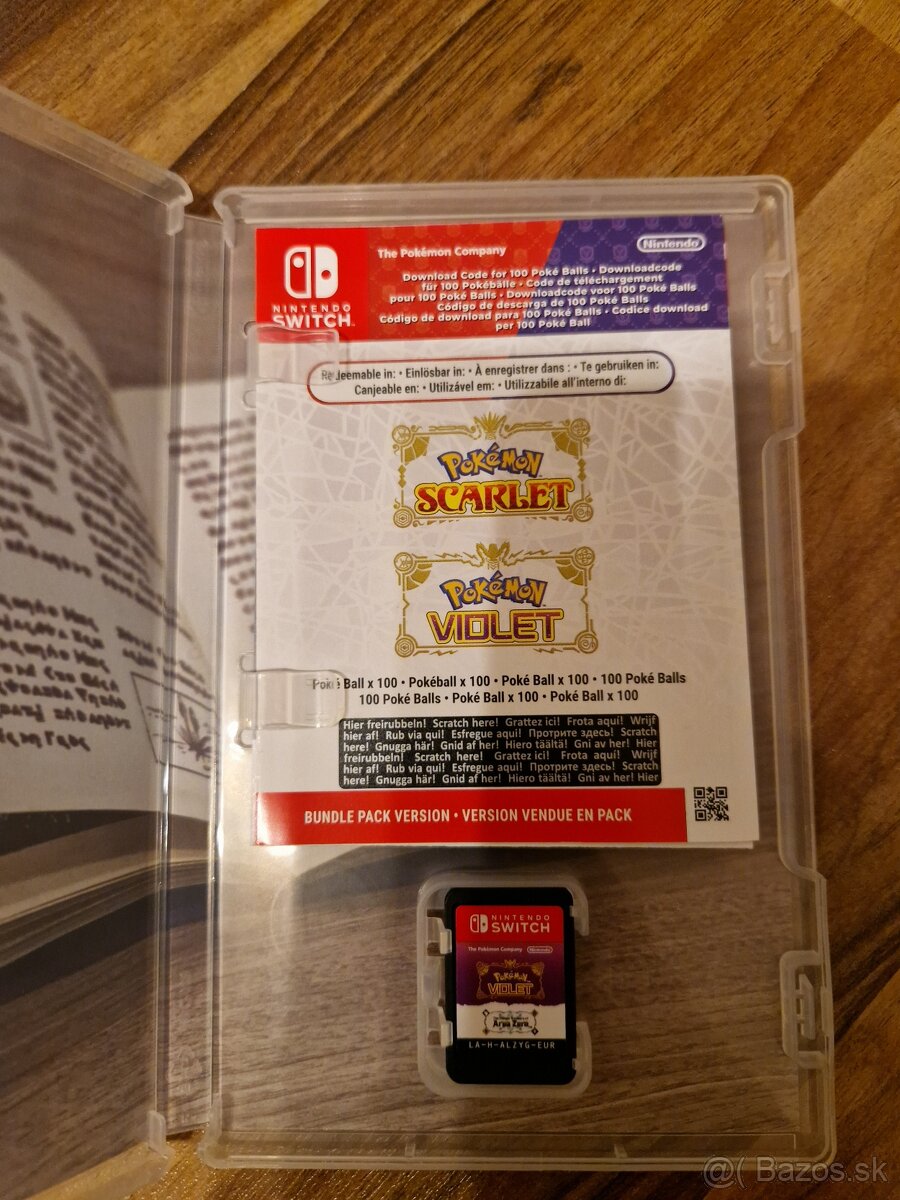 NINTENDO
SWITCH
The Pokémon Company
Nintendo
Download Code for 100 Poké Balls • Downloadcode
für 100 Pokébälle • Code de téléchargement
pour 100 Poké Balls • Downloadcode voor 100 Poké Balls
Código de descarga de 100 Poké Balls
Código de download para 100 Poké Balls • Codice download
per 100 Poké Ball
Redeemable in: • Einlösbar in: • À enregistrer dans : • Te gebruiken in:
Canjeable en: • Utilizável em: • Utilizzabile all'interno di:
POKéMON
SCARLET
POKéMON
VIOLET
Poké Ball x 100 • Pokéball x 100 • Poké Ball x 100 • 100 Poké Balls
100 Poké Balls • Poké Ball x 100 • Poké Ball x 100
Hier freirubbeln! Scratch here! Grattez ici! Frota aquí! Wrijf
hier af! Rub via qui! Esfregue aqui! Протрите здесь! Scratch
here! Gnugga här! Gnid af her! Hiero täältä! Gni av her! Hier
freirubbeln! Scratch here! Grattez ici! Frota aquí! Wrijf
hier af! Rub via qui! Esfregue aqui! Протрите здесь! Scratch
here! Gnugga här! Gnid af her! Hiero täältä! Gni av her! Hier
BUNDLE PACK VERSION • VERSION VENDUE EN PACK
NINTENDO
SWITCH
The Pokémon Company
Nintendo
POKéMON
VIOLET
Area Zero
LA-H-ALZYG-EUR
@( Bazos.sk